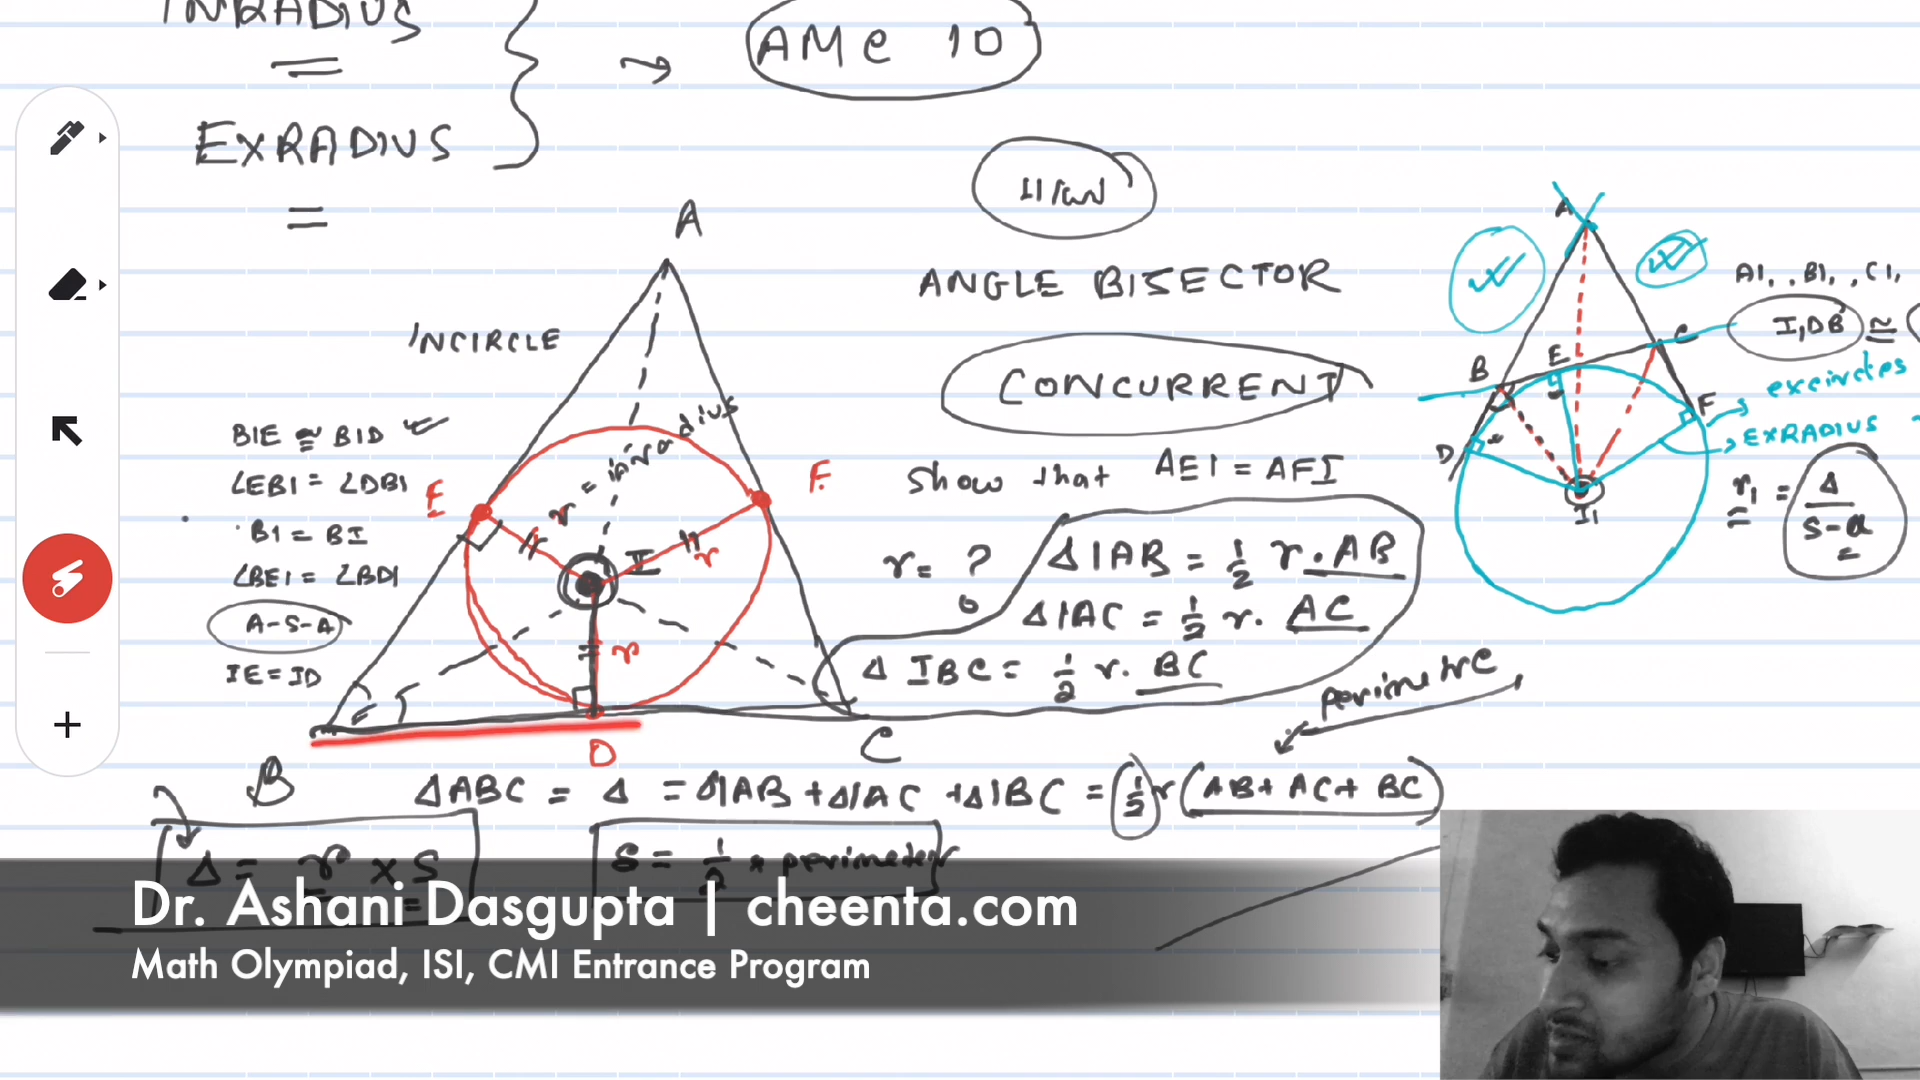 INRADIUS
EXRADIUS
=
→ AMC 10
A
INCIRCLE
BIE ≅ BID
∠EBI = ∠DBI
BI = BI
∠BEI = ∠BDI
A-S-A
IE = ID
E
F
r = inradius
I
r
r
D
B
C
ANGLE BISECTOR
CONCURRENT
Show that AEI = AFI
r = ?
ΔIAB = 1/2 r. AB
ΔIAC = 1/2 r. AC
Δ IBC = 1/2 r. BC
perimetre
ΔABC = Δ = ΔIAB + ΔIAC + ΔIBC = 1/2 r (AB + AC + BC)
Δ = r × S
S = 1/2 * perimeter
A
B
E
C
D
F
I₁
AI₁, BI₁, CI₁
I₁DB ≅
excircles
EXRADIUS
r₁ = Δ/(S-a)
Dr. Ashani Dasgupta | cheenta.com
Math Olympiad, ISI, CMI Entrance Program